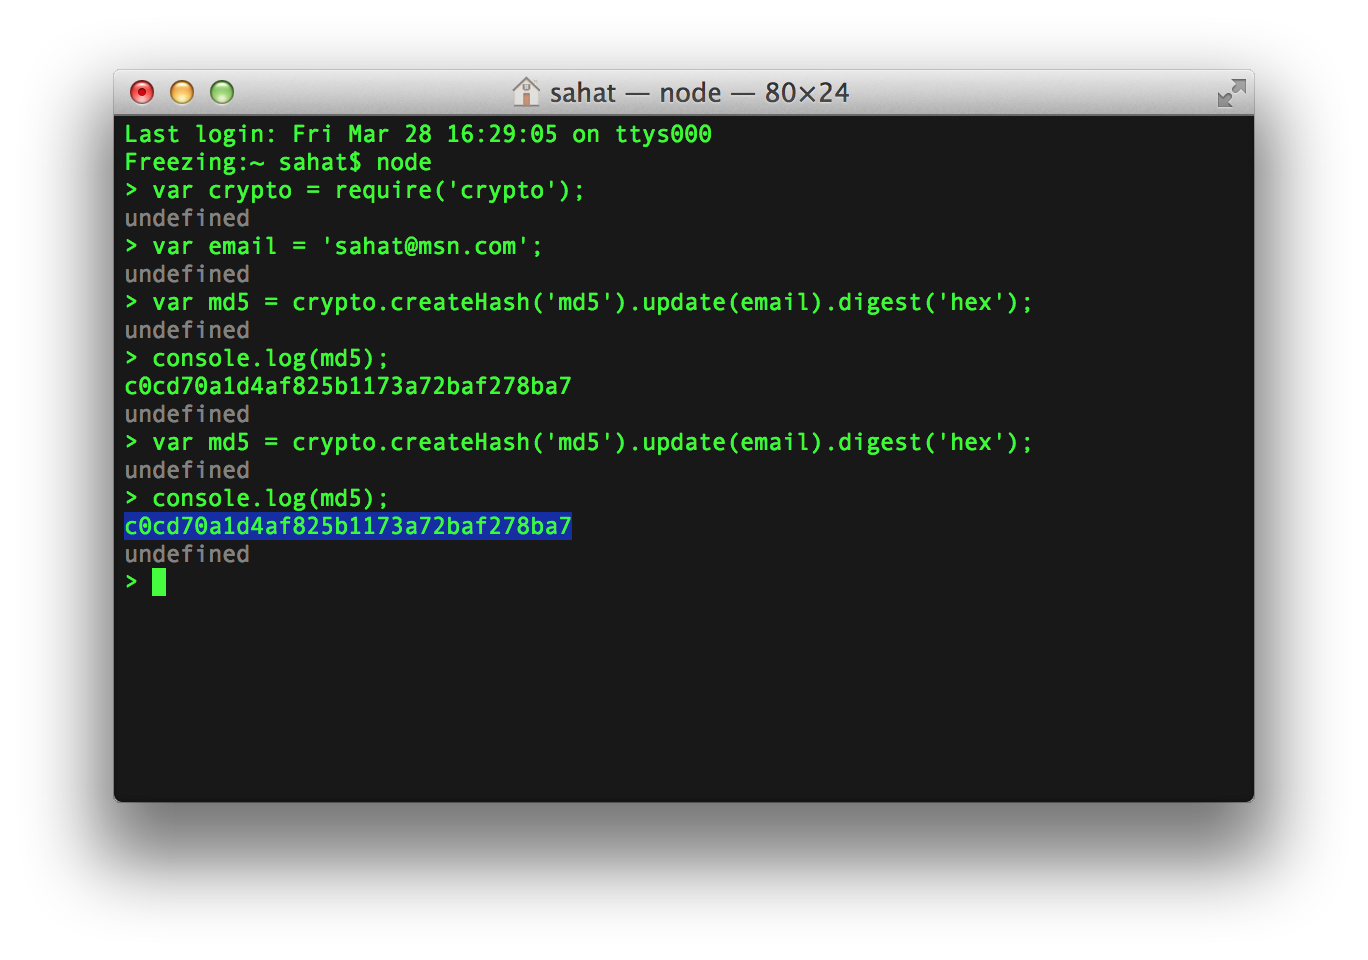 sahat — node — 80×24
Last login: Fri Mar 28 16:29:05 on ttys000
Freezing:~ sahat$ node
> var crypto = require('crypto');
undefined
> var email = 'sahat@msn.com';
undefined
> var md5 = crypto.createHash('md5').update(email).digest('hex');
undefined
> console.log(md5);
c0cd70a1d4af825b1173a72baf278ba7
undefined
> var md5 = crypto.createHash('md5').update(email).digest('hex');
undefined
> console.log(md5);
c0cd70a1d4af825b1173a72baf278ba7
undefined
>